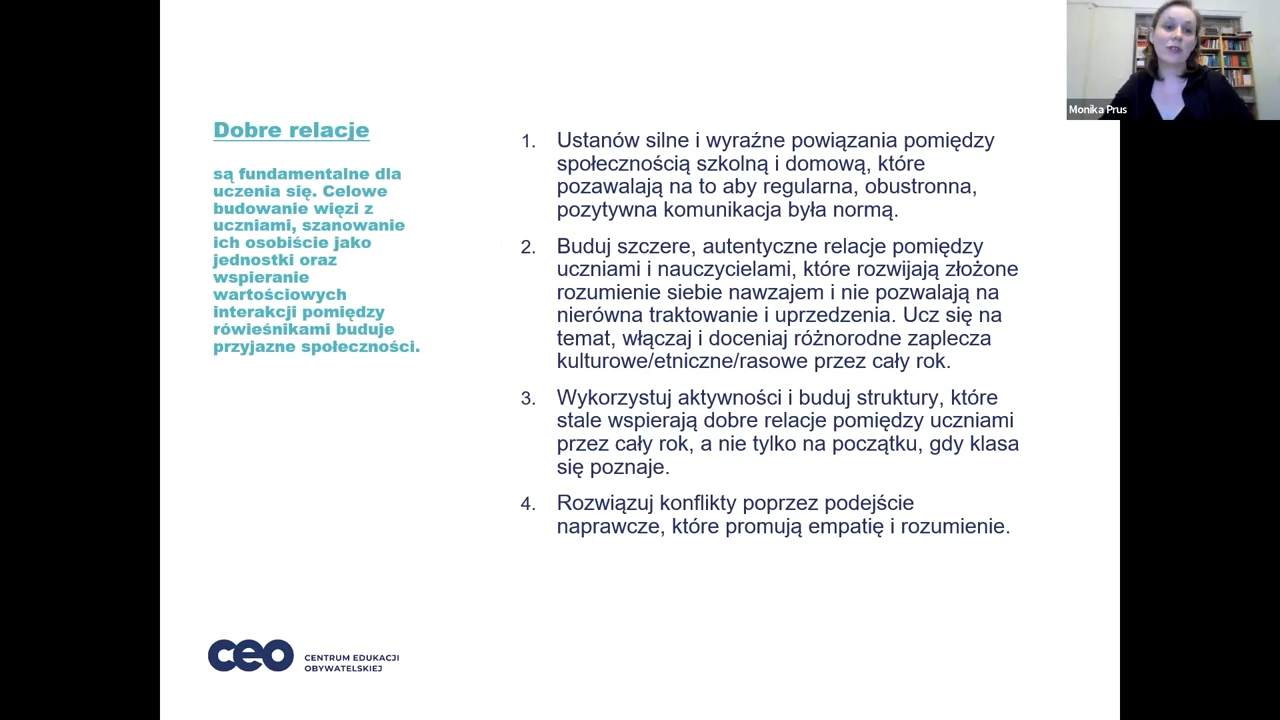 Monika Prus
Dobre relacje
są fundamentalne dla
uczenia się. Celowe
budowanie więzi z
uczniami, szanowanie
ich osobiście jako
jednostki oraz
wspieranie
wartościowych
interakcji pomiędzy
rówieśnikami buduje
przyjazne społeczności.
1. Ustanów silne i wyraźne powiązania pomiędzy
społecznością szkolną i domową, które
pozawalają na to aby regularna, obustronna,
pozytywna komunikacja była normą.
2. Buduj szczere, autentyczne relacje pomiędzy
uczniami i nauczycielami, które rozwijają złożone
rozumienie siebie nawzajem i nie pozwalają na
nierówna traktowanie i uprzedzenia. Ucz się na
temat, włączaj i doceniaj różnorodne zaplecza
kulturowe/etniczne/rasowe przez cały rok.
3. Wykorzystuj aktywności i buduj struktury, które
stale wspierają dobre relacje pomiędzy uczniami
przez cały rok, a nie tylko na początku, gdy klasa
się poznaje.
4. Rozwiązuj konflikty poprzez podejście
naprawcze, które promują empatię i rozumienie.
ceo CENTRUM EDUKACJI
OBYWATELSKIEJ